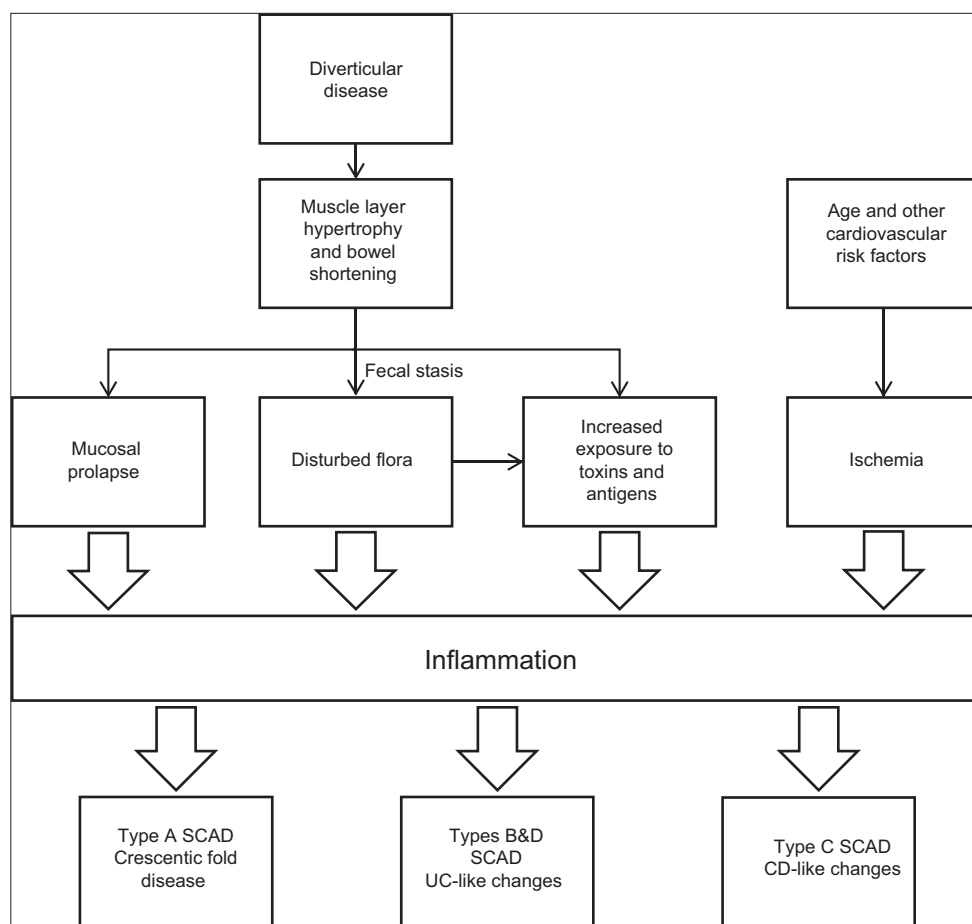 Diverticular
disease
Muscle layer
hypertrophy
and bowel
shortening
Age and other
cardiovascular
risk factors
Fecal stasis
Mucosal
prolapse
Disturbed flora
Increased
exposure to
toxins and
antigens
Ischemia
Inflammation
Type A SCAD
Crescentic fold
disease
Types B&D
SCAD
UC-like changes
Type C SCAD
CD-like changes